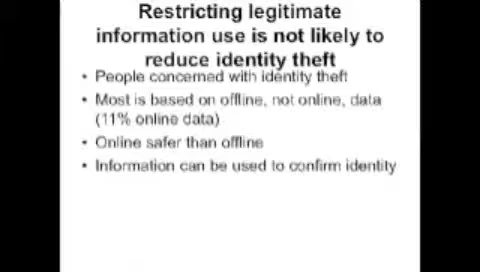 Restricting legitimate
information use is not likely to
reduce identity theft
• People concerned with identity theft
• Most is based on offline, not online, data
(11% online data)
• Online safer than offline
• Information can be used to confirm identity